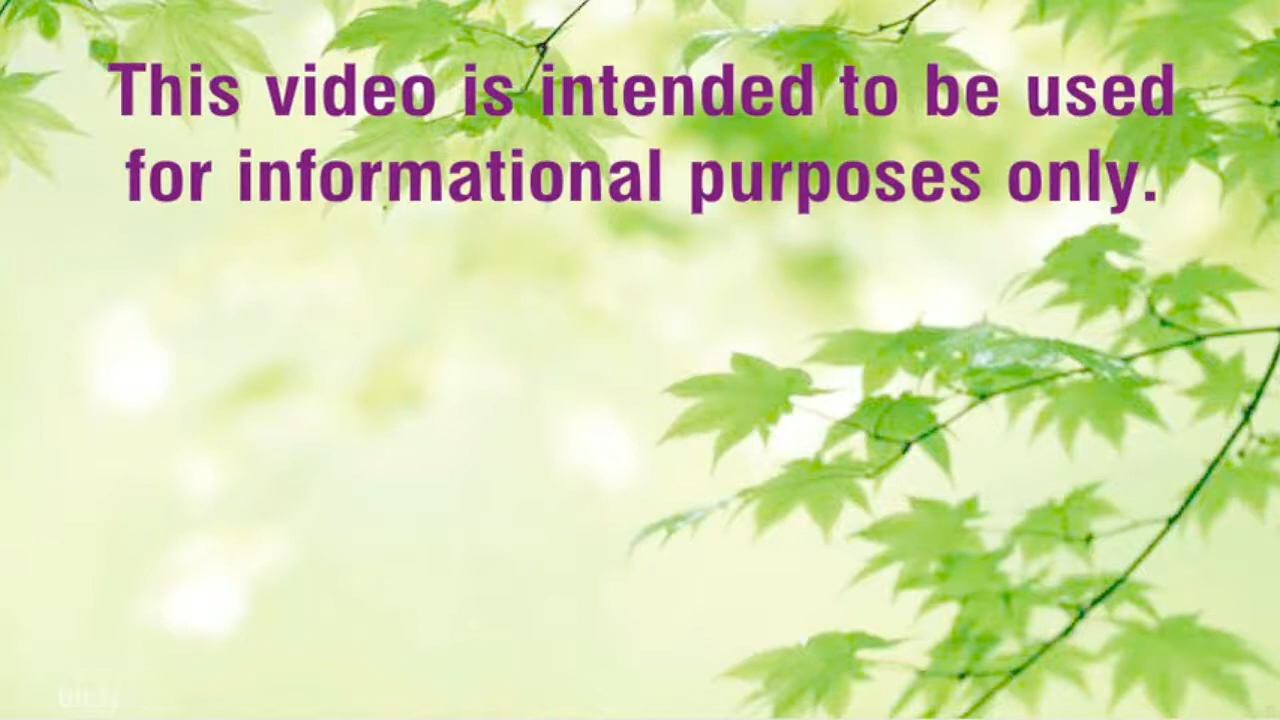 This video is intended to be used
for informational purposes only.